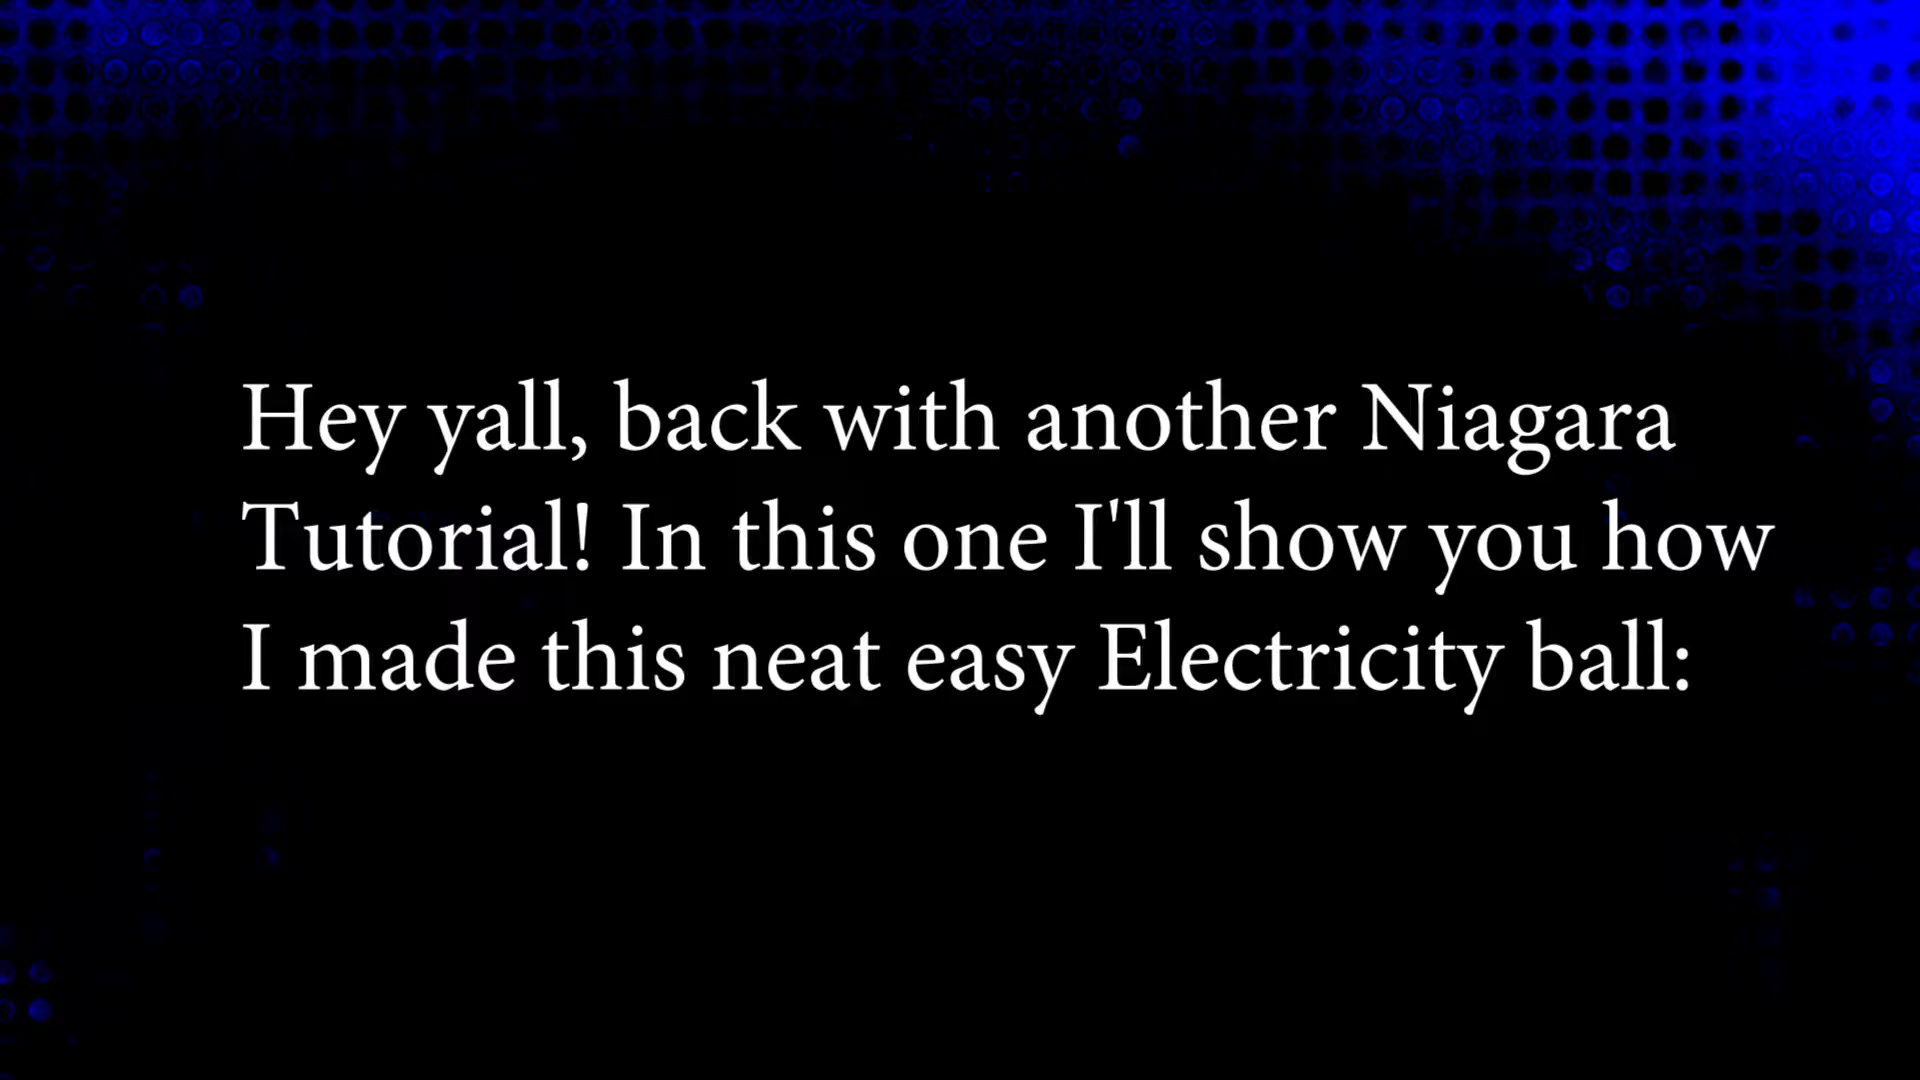 Hey yall, back with another Niagara
Tutorial! In this one I'll show you how
I made this neat easy Electricity ball: